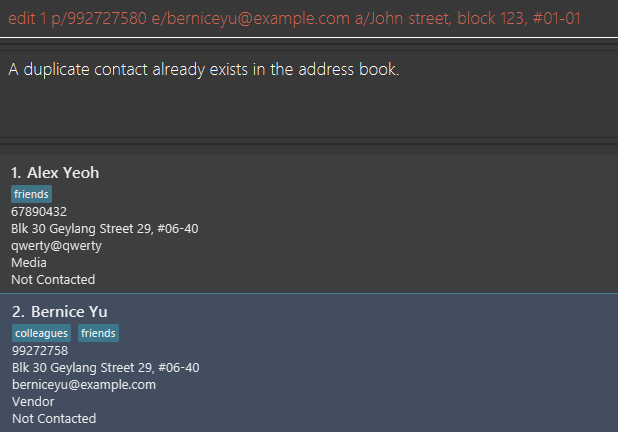 edit 1 p/992727580 e/berniceyu@example.com a/John street, block 123, #01-01
A duplicate contact already exists in the address book.
1. Alex Yeoh
friends
67890432
Blk 30 Geylang Street 29, #06-40
qwerty@qwerty
Media
Not Contacted
2. Bernice Yu
colleagues friends
99272758
Blk 30 Geylang Street 29, #06-40
berniceyu@example.com
Vendor
Not Contacted